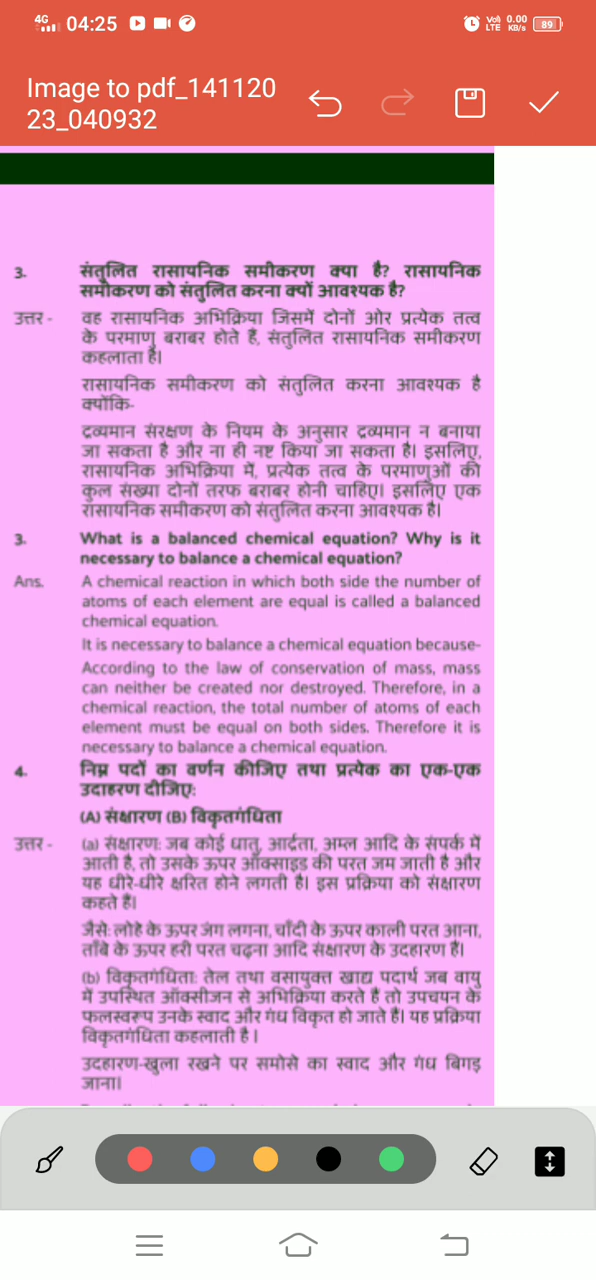 4G 04:25 Vo)) LTE 0.00 KB/s 89
Image to pdf_141120
23_040932
3. संतुलित रासायनिक समीकरण क्या है? रासायनिक
समीकरण को संतुलित करना क्यों आवश्यक है?
उत्तर - वह रासायनिक अभिक्रिया जिसमें दोनों ओर प्रत्येक तत्व
के परमाणु बराबर होते हैं, संतुलित रासायनिक समीकरण
कहलाता है।
रासायनिक समीकरण को संतुलित करना आवश्यक है
क्योंकि-
द्रव्यमान संरक्षण के नियम के अनुसार द्रव्यमान न बनाया
जा सकता है और ना ही नष्ट किया जा सकता है। इसलिए,
रासायनिक अभिक्रिया में, प्रत्येक तत्व के परमाणुओं की
कुल संख्या दोनों तरफ बराबर होनी चाहिए। इसलिए एक
रासायनिक समीकरण को संतुलित करना आवश्यक है।
3. What is a balanced chemical equation? Why is it
necessary to balance a chemical equation?
Ans. A chemical reaction in which both side the number of
atoms of each element are equal is called a balanced
chemical equation.
It is necessary to balance a chemical equation because-
According to the law of conservation of mass, mass
can neither be created nor destroyed. Therefore, in a
chemical reaction, the total number of atoms of each
element must be equal on both sides. Therefore it is
necessary to balance a chemical equation.
4. निम्न पदों का वर्णन कीजिए तथा प्रत्येक का एक-एक
उदाहरण दीजिए:
(A) संक्षारण (B) विकृतगंधिता
उत्तर - (a) संक्षारण: जब कोई धातु, आर्द्रता, अम्ल आदि के संपर्क में
आती है, तो उसके ऊपर ऑक्साइड की परत जम जाती है और
यह धीरे-धीरे क्षरित होने लगती है। इस प्रक्रिया को संक्षारण
कहते हैं।
जैसे: लोहे के ऊपर जंग लगना, चाँदी के ऊपर काली परत आना,
ताँबे के ऊपर हरी परत चढ़ना आदि संक्षारण के उदहारण हैं।
(b) विकृतगंधिता: तेल तथा वसायुक्त खाद्य पदार्थ जब वायु
में उपस्थित ऑक्सीजन से अभिक्रिया करते हैं तो उपचयन के
फलस्वरूप उनके स्वाद और गंध विकृत हो जाते हैं। यह प्रक्रिया
विकृतगंधिता कहलाती है ।
उदहारण-खुला रखने पर समोसे का स्वाद और गंध बिगड़
जाना।